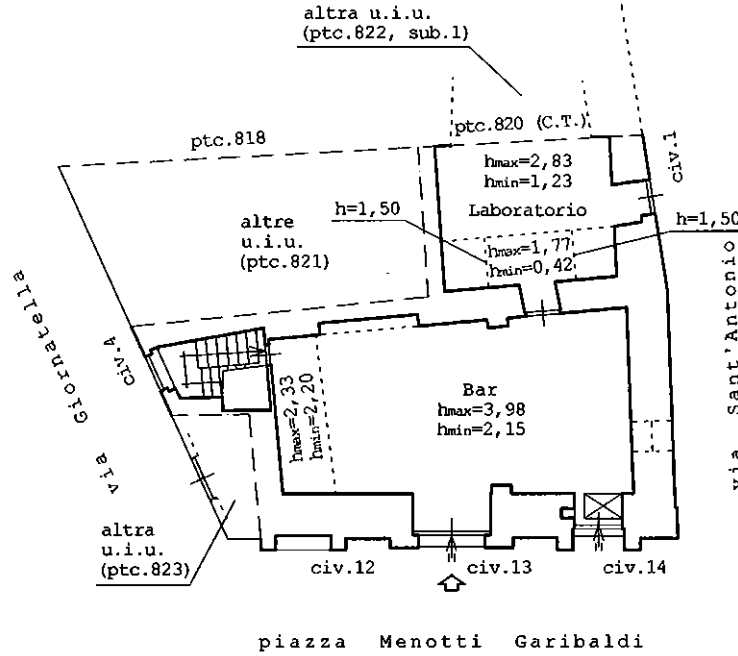 altra u.i.u.
(ptc.822, sub.1)
ptc.818
ptc.820 (C.T.)
civ.1
hmax=2,83
hmin=1,23
Laboratorio
h=1,50
h=1,50
altre
u.i.u.
(ptc.821)
hmax=1,77
hmin=0,42
via Giornatella
civ.4
via Sant'Antonio
hmax=2,33
hmin=2,20
Bar
hmax=3,98
hmin=2,15
altra
u.i.u.
(ptc.823)
civ.12
civ.13
civ.14
piazza Menotti Garibaldi